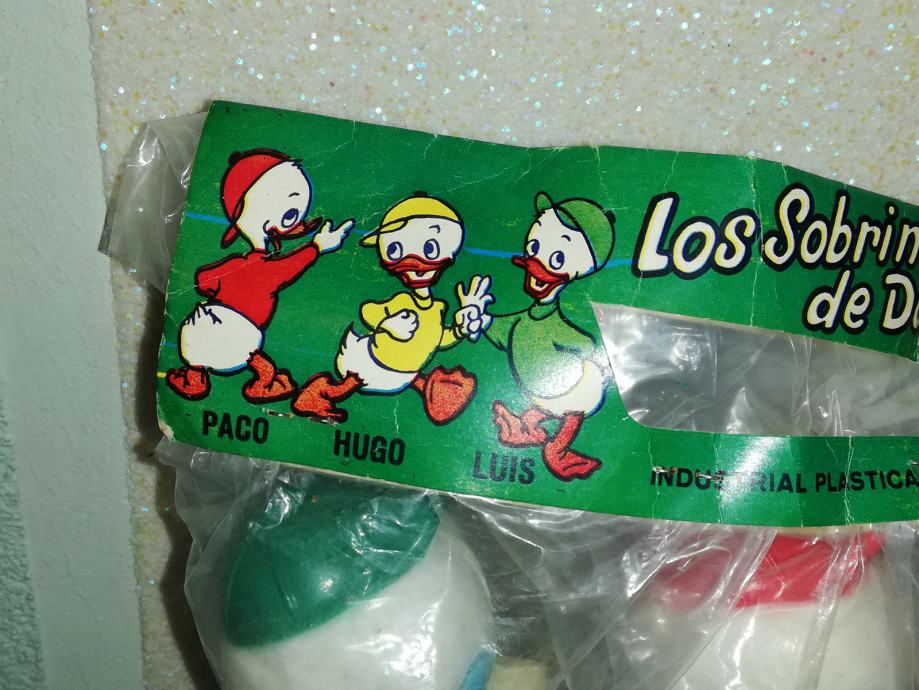 Los Sobrin
de D
PACO
HUGO
LUIS
INDUSTRIAL PLASTICA